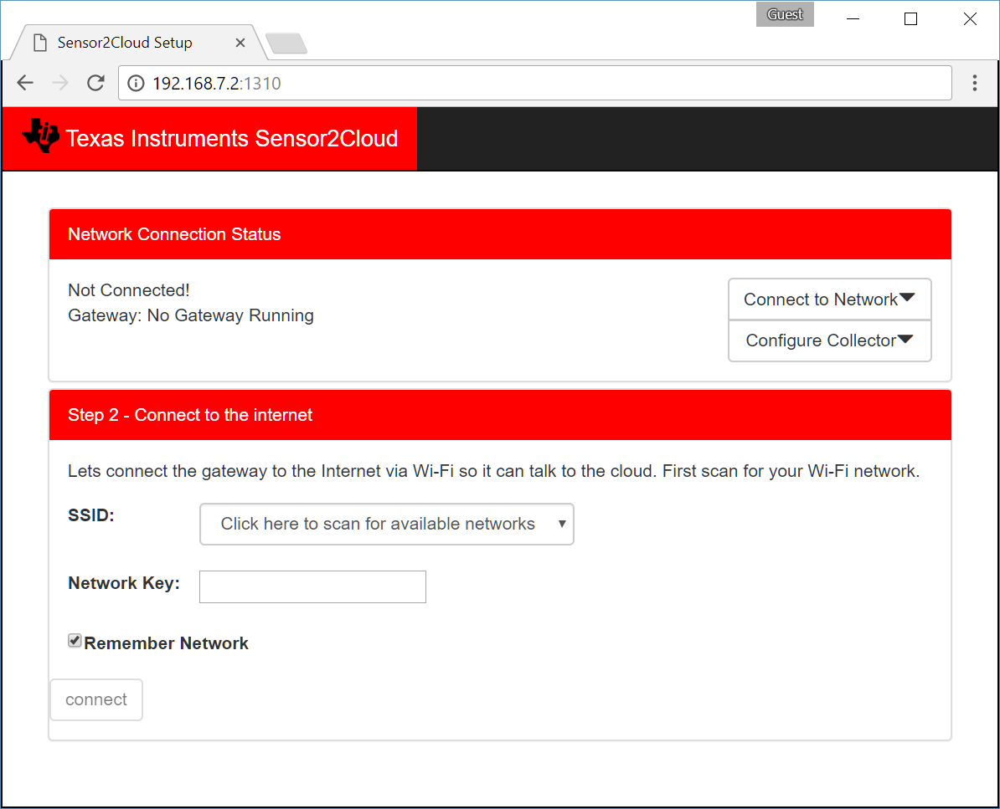 Guest
Sensor2Cloud Setup
192.168.7.2:1310
Texas Instruments Sensor2Cloud
Network Connection Status
Not Connected!
Gateway: No Gateway Running
Connect to Network
Configure Collector
Step 2 - Connect to the internet
Lets connect the gateway to the Internet via Wi-Fi so it can talk to the cloud. First scan for your Wi-Fi network.
SSID:
Click here to scan for available networks
Network Key:
Remember Network
connect